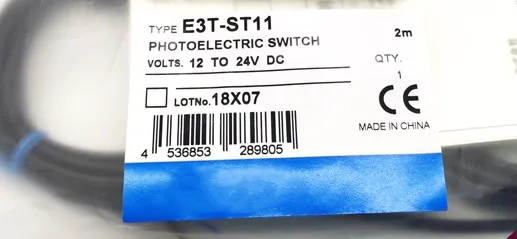 TYPE E3T-ST11
PHOTOELECTRIC SWITCH 2m
VOLTS. 12 TO 24V DC QTY.
1
LOTNo. 18X07 CE
MADE IN CHINA
4 536853 289805